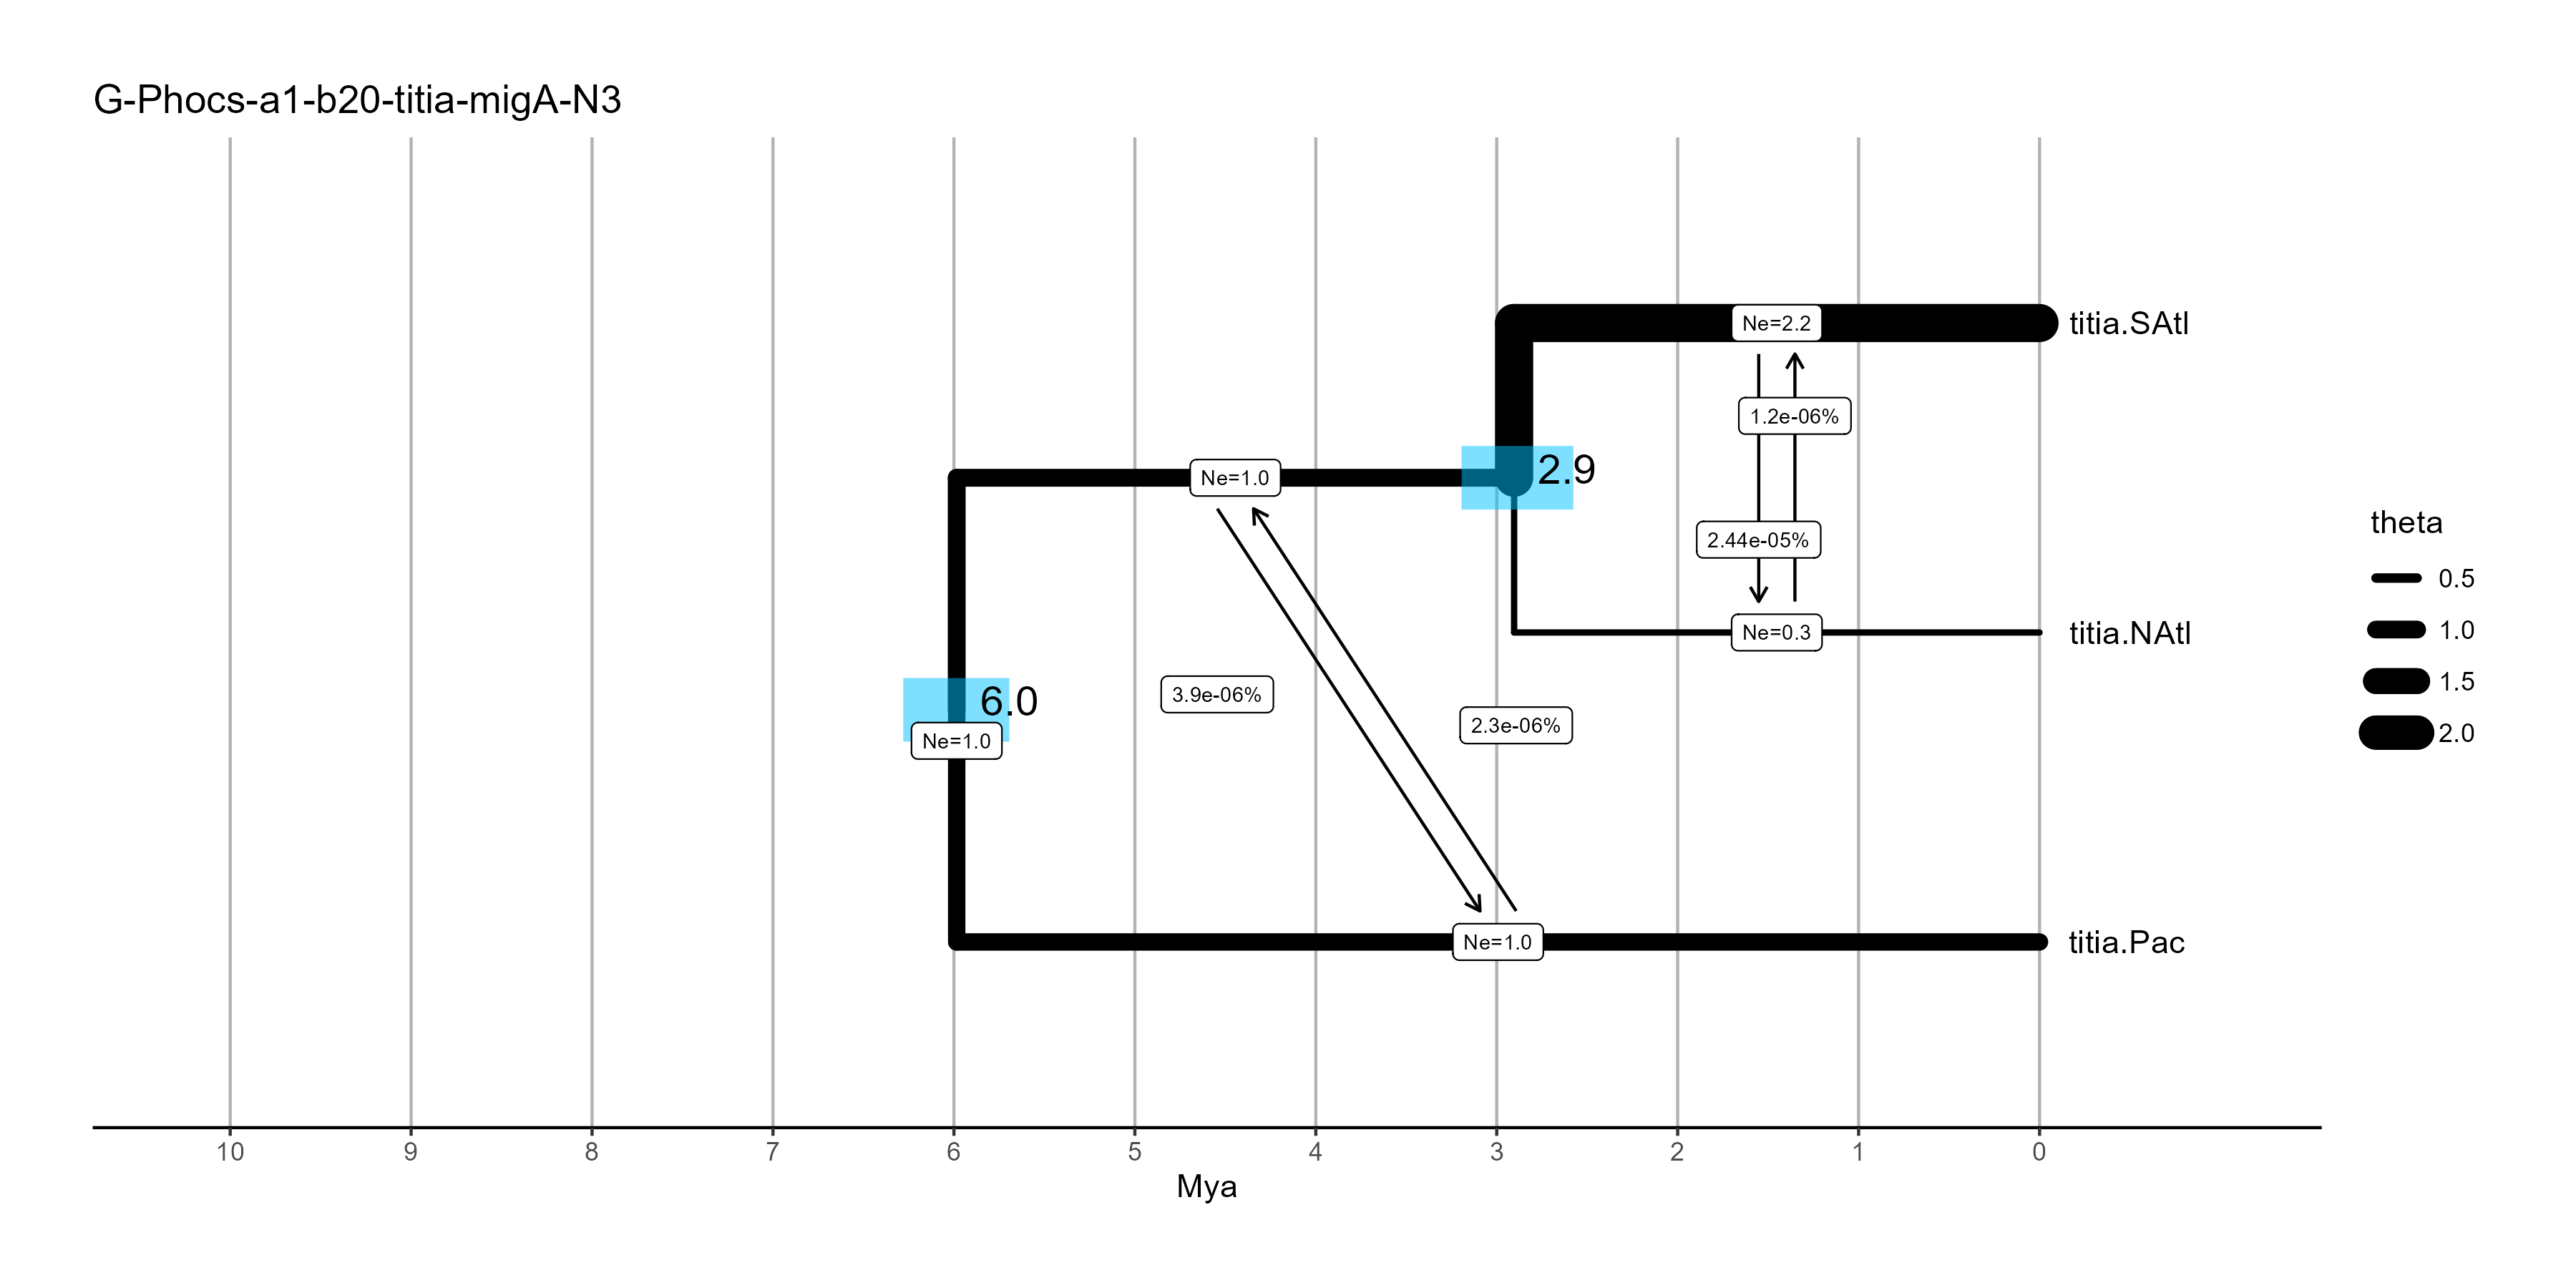 G-Phocs-a1-b20-titia-migA-N3
Ne=2.2
titia.SAtl
1.2e-06%
2.9
Ne=1.0
2.44e-05%
Ne=0.3
titia.NAtl
3.9e-06%
2.3e-06%
6.0
Ne=1.0
Ne=1.0
titia.Pac
theta
0.5
1.0
1.5
2.0
10 9 8 7 6 5 4 3 2 1 0
Mya